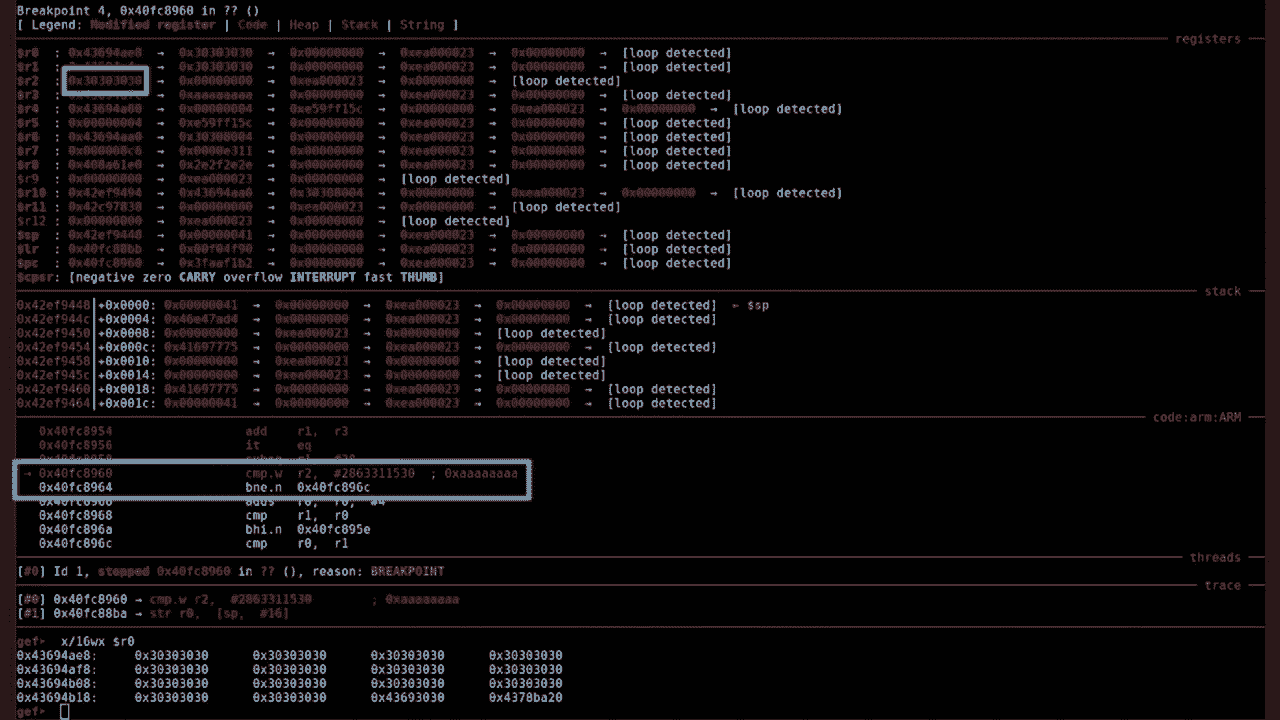 Breakpoint 4, 0x40fc8960 in ?? ()
[ Legend: Modified register | Code | Heap | Stack | String ]
registers
$r0 : 0x43694ae8 → 0x30303030 → 0x00000000 → 0xea000023 → 0x00000000 → [loop detected]
$r1 : → 0x30303030 → 0x00000000 → 0xea000023 → 0x00000000 → [loop detected]
$r2 : 0x30303030 → 0x00000000 → 0xea000023 → [loop detected]
$r3 : → 0xaaaaaaaa → 0x00000000 → 0xea000023 → 0x00000000 → [loop detected]
$r4 : 0x43694a00 → 0x00000004 → 0xe59ff15c → 0x00000000 → 0xea000023 → 0x00000000 → [loop detected]
$r5 : 0x00000004 → 0xe59ff15c → 0x00000000 → 0xea000023 → 0x00000000 → [loop detected]
$r6 : 0x43694aa0 → 0x30308004 → 0x00000000 → 0xea000023 → 0x00000000 → [loop detected]
$r7 : 0x000008c6 → 0x0000e311 → 0x00000000 → 0xea000023 → 0x00000000 → [loop detected]
$r8 : 0x408a61e0 → 0x2e2f2e2e → 0x00000000 → 0xea000023 → 0x00000000 → [loop detected]
$r9 : 0x00000000 → 0xea000023 → 0x00000000 → [loop detected]
$r10 : 0x42ef9494 → 0x43694aa0 → 0x30308004 → 0x00000000 → 0xea000023 → 0x00000000 → [loop detected]
$r11 : 0x42c97830 → 0x00000000 → 0xea000023 → [loop detected]
$r12 : 0x00000000 → 0xea000023 → 0x00000000 → [loop detected]
$sp : 0x42ef9448 → 0x00000041 → 0x00000000 → 0xea000023 → 0x00000000 → [loop detected]
$lr : 0x40fc88bb → 0x00f04f90 → 0x00000000 → 0xea000023 → 0x00000000 → [loop detected]
$pc : 0x40fc8960 → 0x3faaf1b2 → 0x00000000 → 0xea000023 → 0x00000000 → [loop detected]
$cpsr: [negative zero CARRY overflow INTERRUPT fast THUMB]
stack
0x42ef9448│+0x0000: 0x00000041 → 0x00000000 → 0xea000023 → 0x00000000 → [loop detected] ← $sp
0x42ef944c│+0x0004: 0x46e47ad4 → 0x00000000 → 0xea000023 → 0x00000000 → [loop detected]
0x42ef9450│+0x0008: 0x00000000 → 0xea000023 → 0x00000000 → [loop detected]
0x42ef9454│+0x000c: 0x41697775 → 0x00000000 → 0xea000023 → 0x00000000 → [loop detected]
0x42ef9458│+0x0010: 0x00000000 → 0xea000023 → 0x00000000 → [loop detected]
0x42ef945c│+0x0014: 0x00000000 → 0xea000023 → 0x00000000 → [loop detected]
0x42ef9460│+0x0018: 0x41697775 → 0x00000000 → 0xea000023 → 0x00000000 → [loop detected]
0x42ef9464│+0x001c: 0x00000041 → 0x00000000 → 0xea000023 → 0x00000000 → [loop detected]
code:arm:ARM
0x40fc8954 add r1, r3
0x40fc8956 it eq
→ 0x40fc8960 cmp.w r2, #2863311530 ; 0xaaaaaaaa
0x40fc8964 bne.n 0x40fc896c
adds r0, r0, #4
0x40fc8968 cmp r1, r0
0x40fc896a bhi.n 0x40fc895e
0x40fc896c cmp r0, r1
threads
[#0] Id 1, stopped 0x40fc8960 in ?? (), reason: BREAKPOINT
trace
[#0] 0x40fc8960 → cmp.w r2, #2863311530 ; 0xaaaaaaaa
[#1] 0x40fc88ba → str r0, [sp, #16]
gef➤ x/16wx $r0
0x43694ae8: 0x30303030 0x30303030 0x30303030 0x30303030
0x43694af8: 0x30303030 0x30303030 0x30303030 0x30303030
0x43694b08: 0x30303030 0x30303030 0x30303030 0x30303030
0x43694b18: 0x30303030 0x30303030 0x43693030 0x4378ba20
gef➤